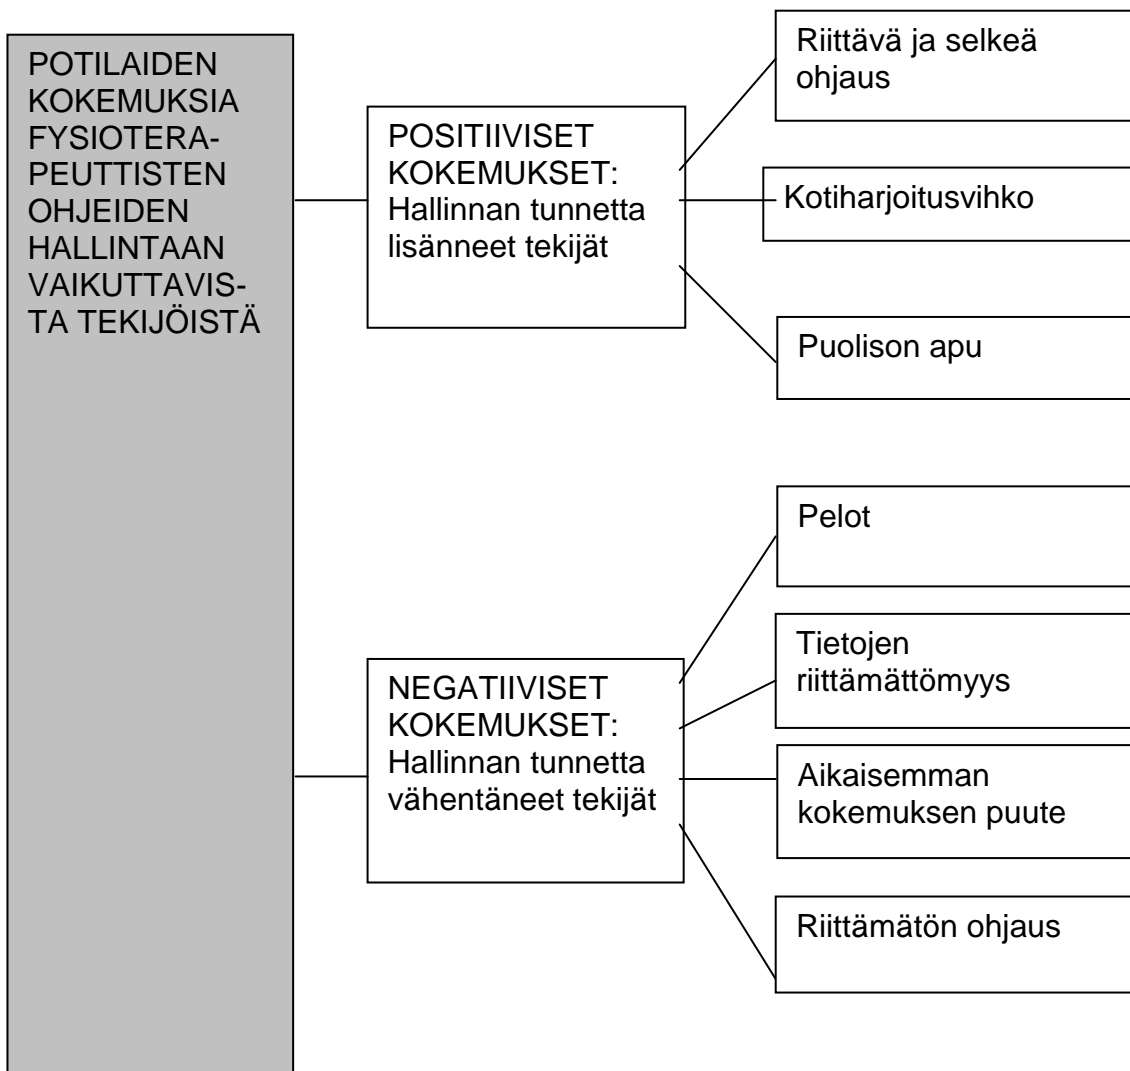 POTILAIDEN
KOKEMUKSIA
FYSIOTERA-
PEUTTISTEN
OHJEIDEN
HALLINTAAN
VAIKUTTAVIS-
TA TEKIJÖISTÄ
POSITIIVISET
KOKEMUKSET:
Hallinnan tunnetta
lisänneet tekijät
Riittävä ja selkeä
ohjaus
Kotiharjoitusvihko
Puolison apu
NEGATIIVISET
KOKEMUKSET:
Hallinnan tunnetta
vähentäneet tekijät
Pelot
Tietojen
riittämättömyys
Aikaisemman
kokemuksen puute
Riittämätön ohjaus